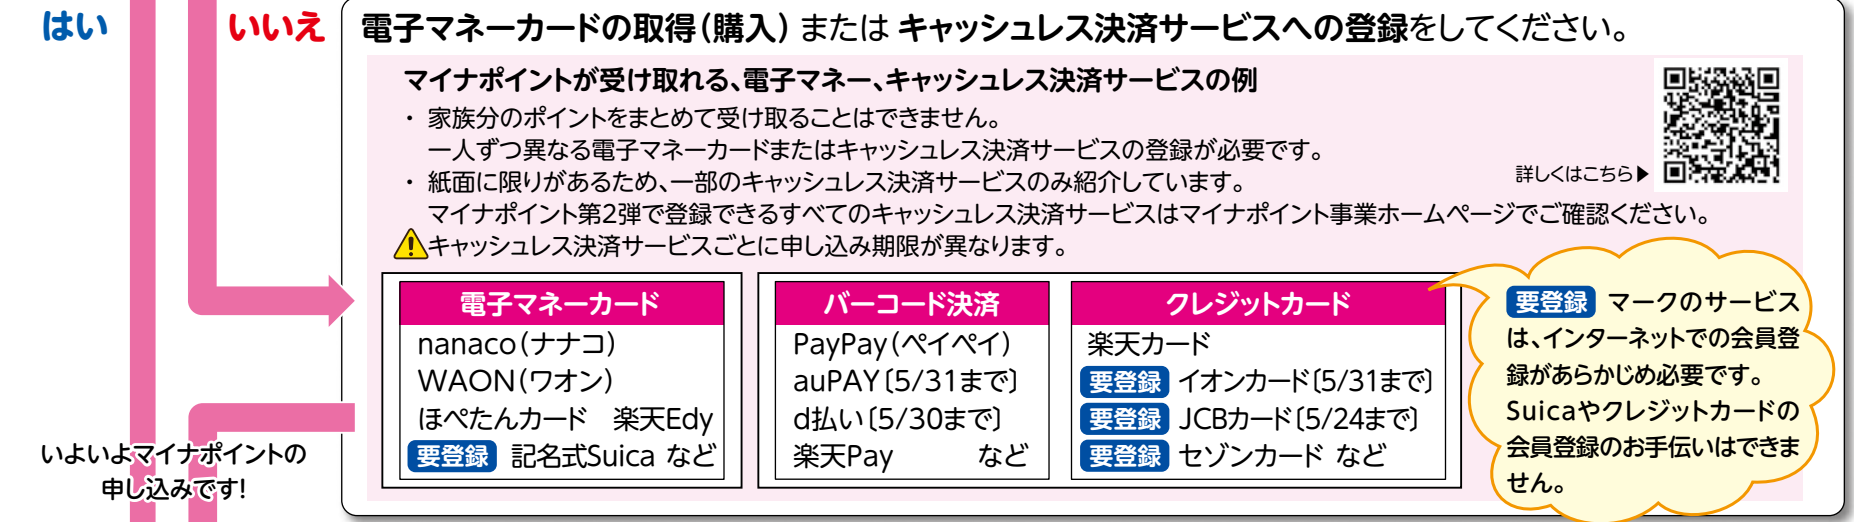 はい
いいえ
電子マネーカードの取得（購入）または キャッシュレス決済サービスへの登録をしてください。
マイナポイントが受け取れる、電子マネー、キャッシュレス決済サービスの例
・ 家族分のポイントをまとめて受け取ることはできません。
一人ずつ異なる電子マネーカードまたはキャッシュレス決済サービスの登録が必要です。
・ 紙面に限りがあるため、一部のキャッシュレス決済サービスのみ紹介しています。
マイナポイント第2弾で登録できるすべてのキャッシュレス決済サービスはマイナポイント事業ホームページでご確認ください。
詳しくはこちら▶
キャッシュレス決済サービスごとに申し込み期限が異なります。
電子マネーカード
nanaco（ナナコ）
WAON（ワオン）
ほぺたんカード　楽天Edy
要登録 記名式Suica など
バーコード決済
PayPay（ペイペイ）
auPAY〔5/31まで〕
d払い〔5/30まで〕
楽天Pay　　など
クレジットカード
楽天カード
要登録 イオンカード〔5/31まで〕
要登録 JCBカード〔5/24まで〕
要登録 セゾンカード など
要登録 マークのサービス
は、インターネットでの会員登
録があらかじめ必要です。
Suicaやクレジットカードの
会員登録のお手伝いはできま
せん。
いよいよマイナポイントの
申し込みです！